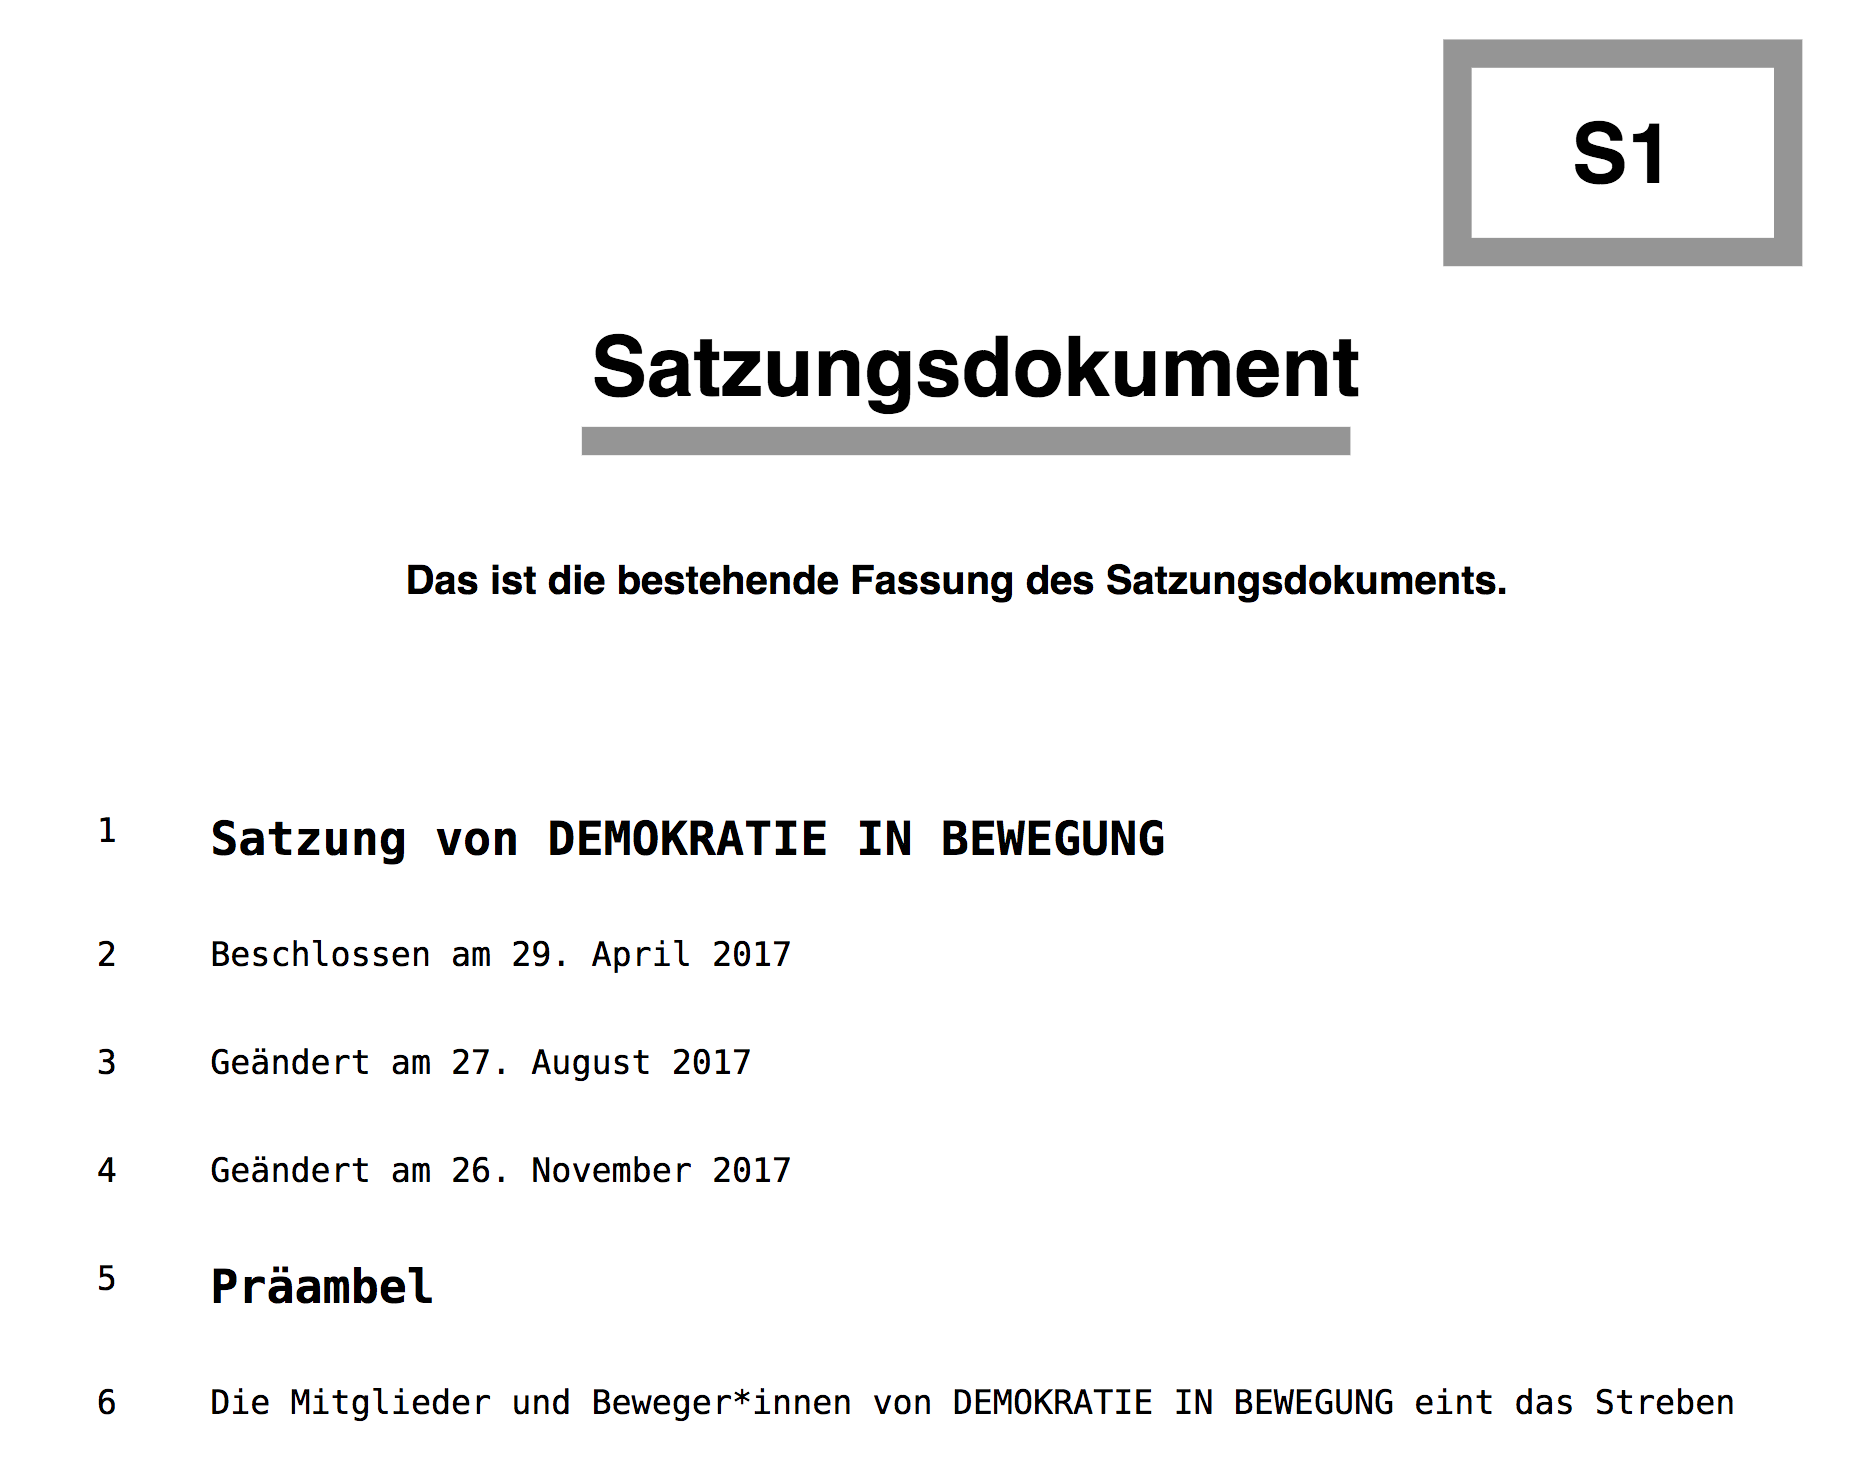 S1
Satzungsdokument
Das ist die bestehende Fassung des Satzungsdokuments.
1 Satzung von DEMOKRATIE IN BEWEGUNG
2 Beschlossen am 29. April 2017
3 Geändert am 27. August 2017
4 Geändert am 26. November 2017
5 Präambel
6 Die Mitglieder und Beweger*innen von DEMOKRATIE IN BEWEGUNG eint das Streben